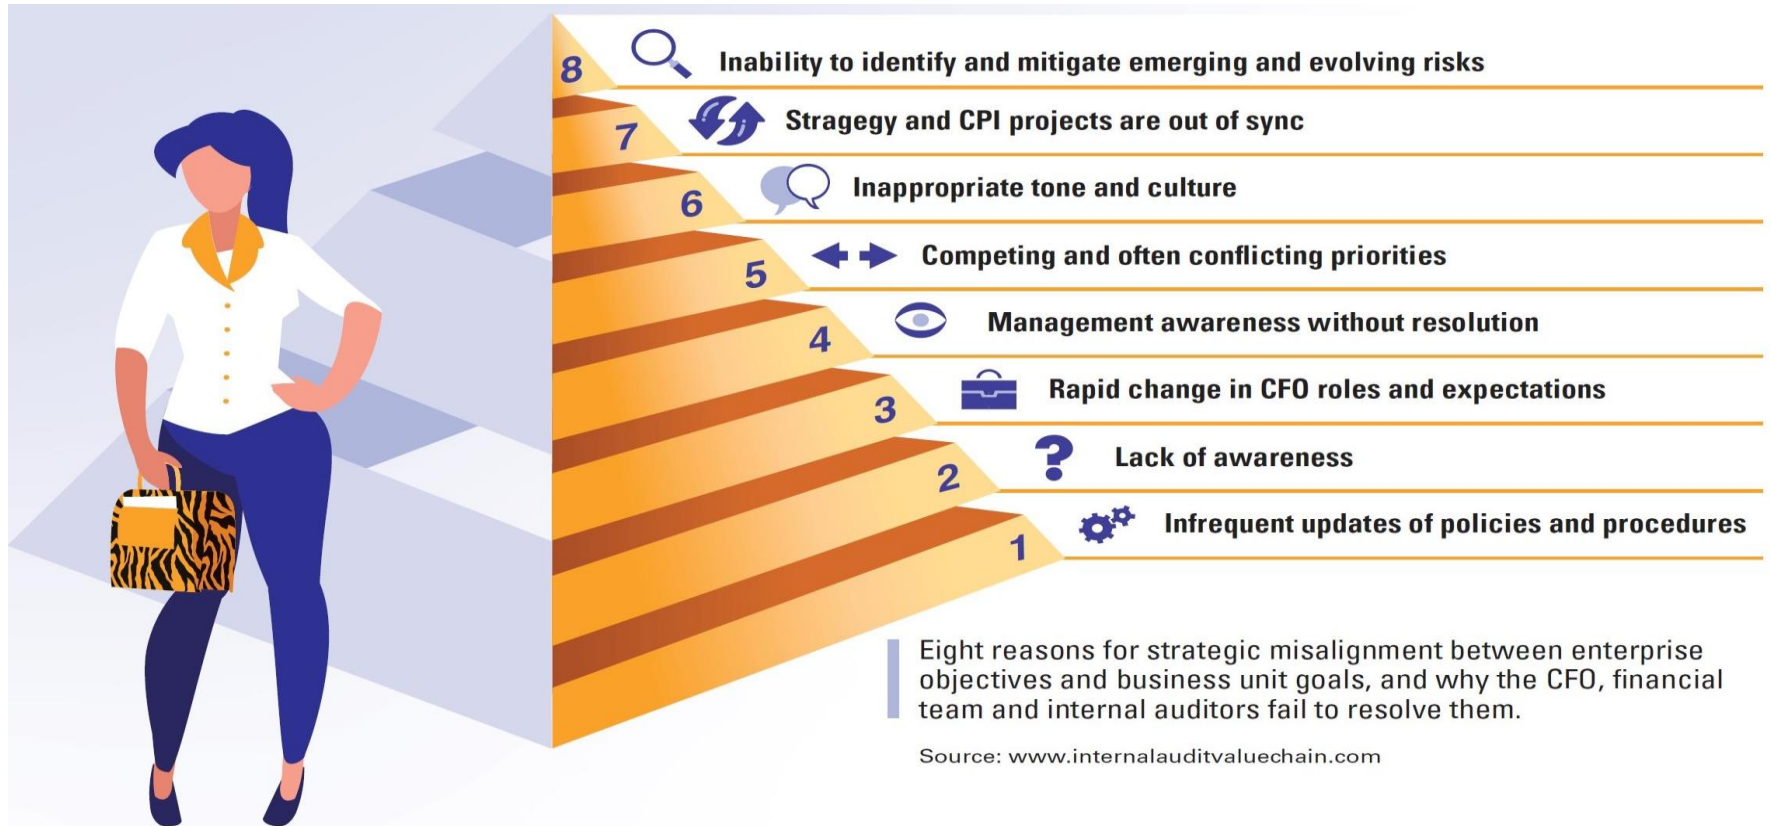 8 Inability to identify and mitigate emerging and evolving risks
7 Stragegy and CPI projects are out of sync
6 Inappropriate tone and culture
5 Competing and often conflicting priorities
4 Management awareness without resolution
3 Rapid change in CFO roles and expectations
2 Lack of awareness
1 Infrequent updates of policies and procedures
Eight reasons for strategic misalignment between enterprise
objectives and business unit goals, and why the CFO, financial
team and internal auditors fail to resolve them.
Source: www.internalauditvaluechain.com